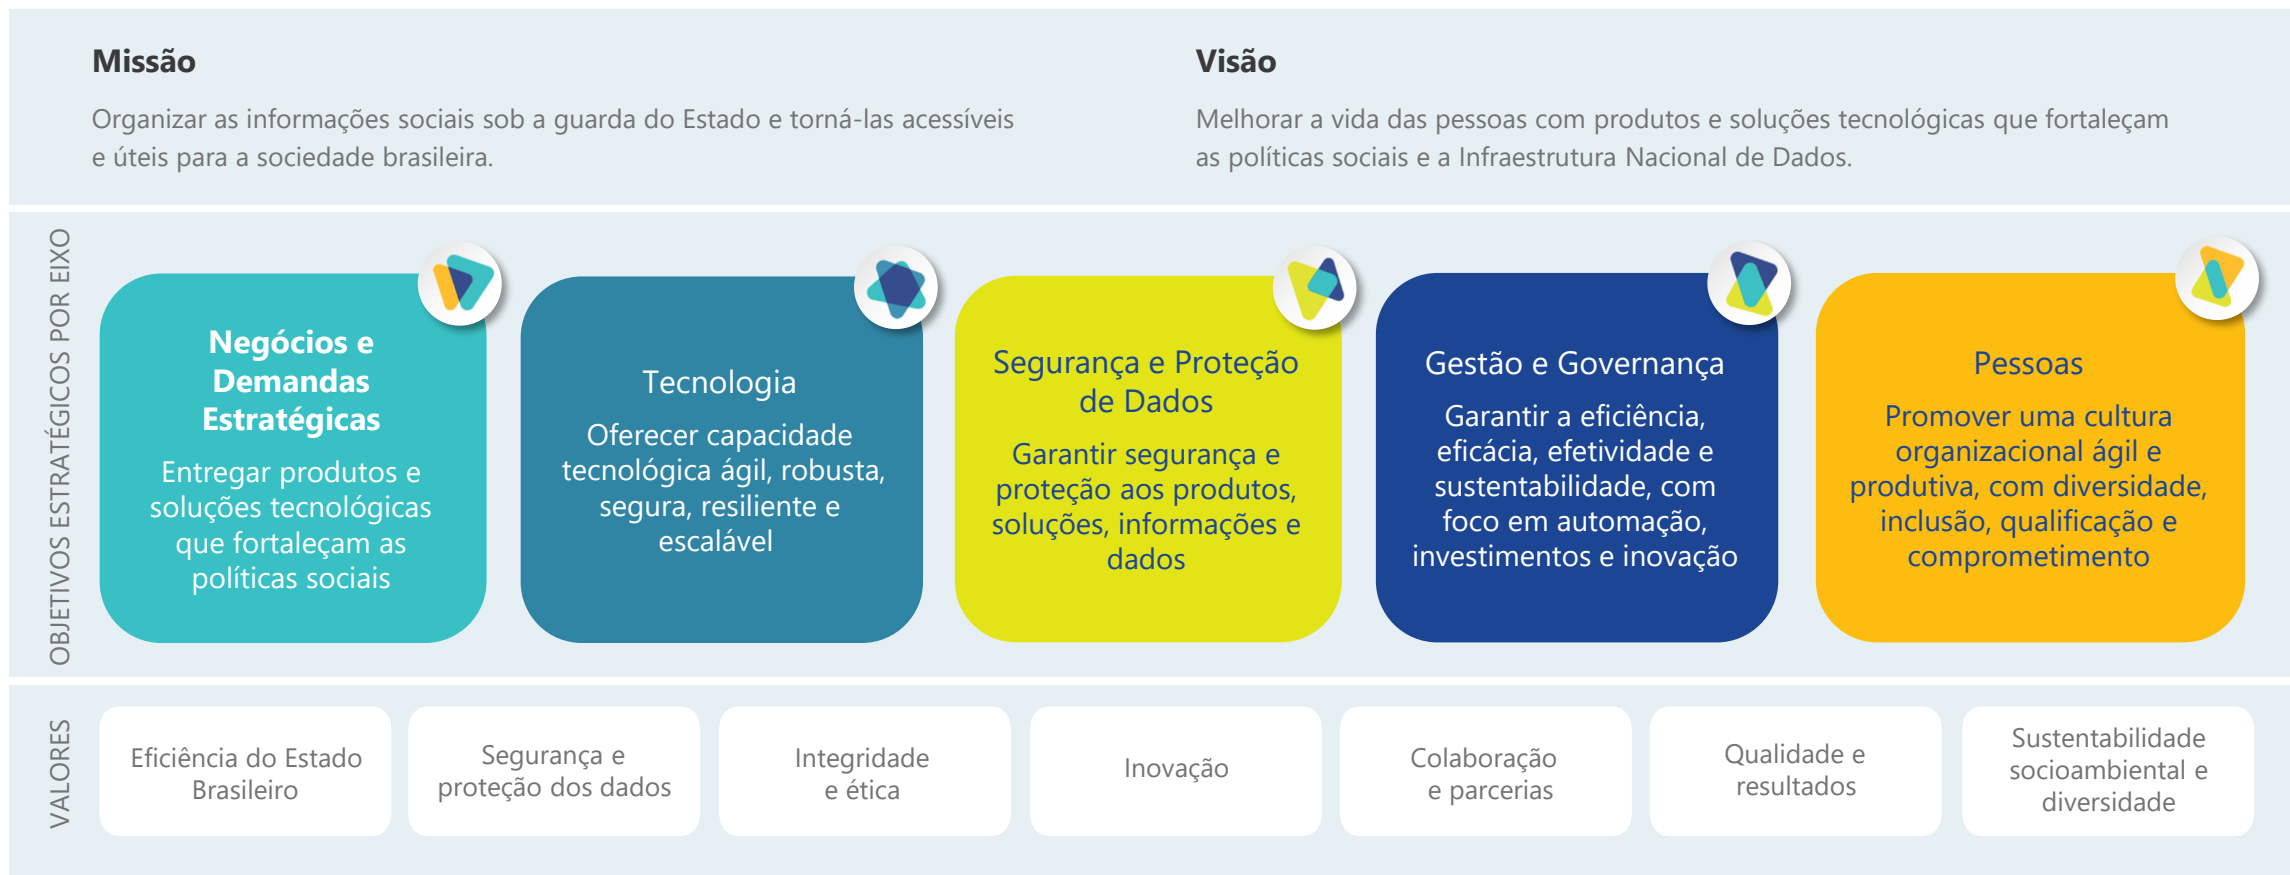 Missão
Organizar as informações sociais sob a guarda do Estado e torná-las acessíveis
e úteis para a sociedade brasileira.
Visão
Melhorar a vida das pessoas com produtos e soluções tecnológicas que fortaleçam
as políticas sociais e a Infraestrutura Nacional de Dados.
OBJETIVOS ESTRATÉGICOS POR EIXO
Negócios e
Demandas
Estratégicas
Entregar produtos e
soluções tecnológicas
que fortaleçam as
políticas sociais
Tecnologia
Oferecer capacidade
tecnológica ágil, robusta,
segura, resiliente e
escalável
Segurança e Proteção
de Dados
Garantir segurança e
proteção aos produtos,
soluções, informações e
dados
Gestão e Governança
Garantir a eficiência,
eficácia, efetividade e
sustentabilidade, com
foco em automação,
investimentos e inovação
Pessoas
Promover uma cultura
organizacional ágil e
produtiva, com diversidade,
inclusão, qualificação e
comprometimento
VALORES
Eficiência do Estado
Brasileiro
Segurança e
proteção dos dados
Integridade
e ética
Inovação
Colaboração
e parcerias
Qualidade e
resultados
Sustentabilidade
socioambiental e
diversidade